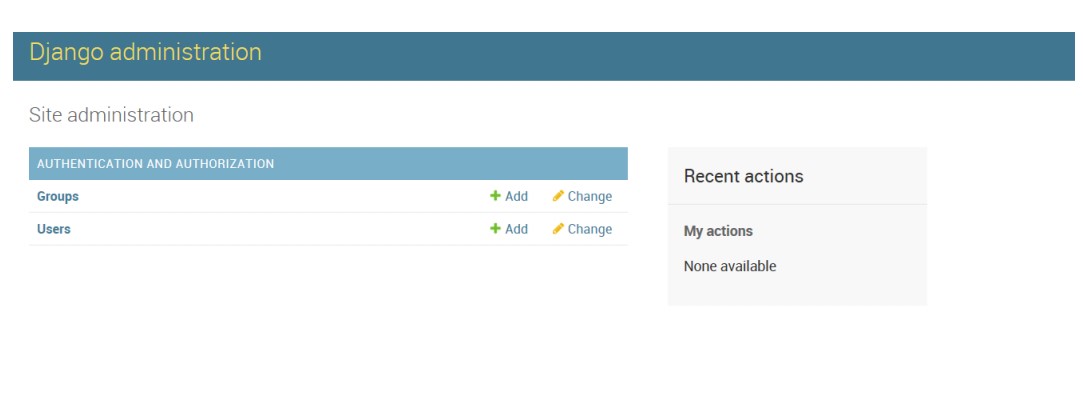 Django administration
Site administration
AUTHENTICATION AND AUTHORIZATION
Groups Add Change
Users Add Change
Recent actions
My actions
None available